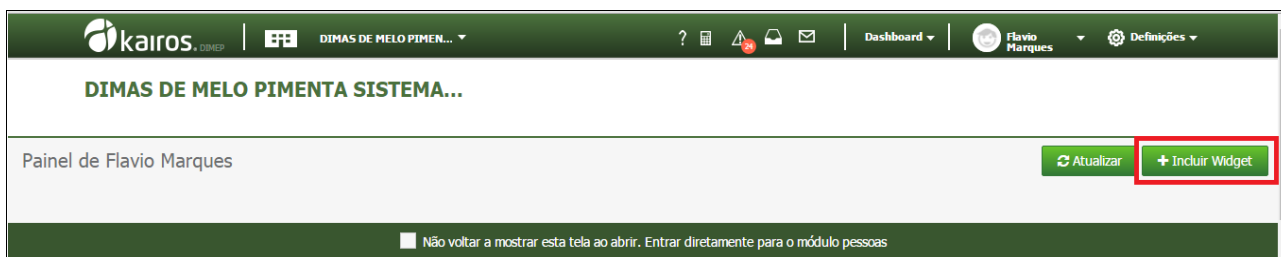 kairos. DIMEP DIMAS DE MELO PIMEN... ? 24 Dashboard Flavio Marques Definições
DIMAS DE MELO PIMENTA SISTEMA...
Painel de Flavio Marques Atualizar + Incluir Widget
Não voltar a mostrar esta tela ao abrir. Entrar diretamente para o módulo pessoas